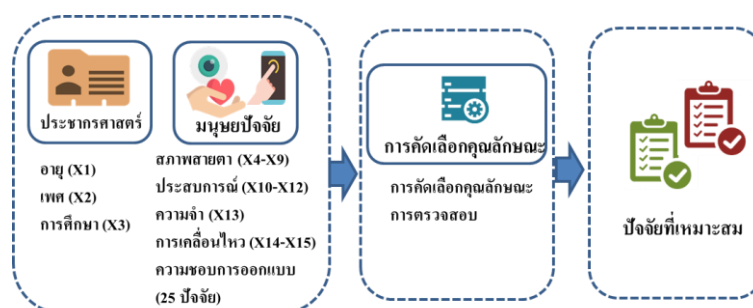 ประชากรศาสตร์
อายุ (X1)
เพศ (X2)
การศึกษา (X3)
มนุษยปัจจัย
สภาพสายตา (X4-X9)
ประสบการณ์ (X10-X12)
ความจำ (X13)
การเคลื่อนไหว (X14-X15)
ความชอบการออกแบบ
(25 ปัจจัย)
การคัดเลือกคุณลักษณะ
การคัดเลือกคุณลักษณะ
การตรวจสอบ
ปัจจัยที่เหมาะสม